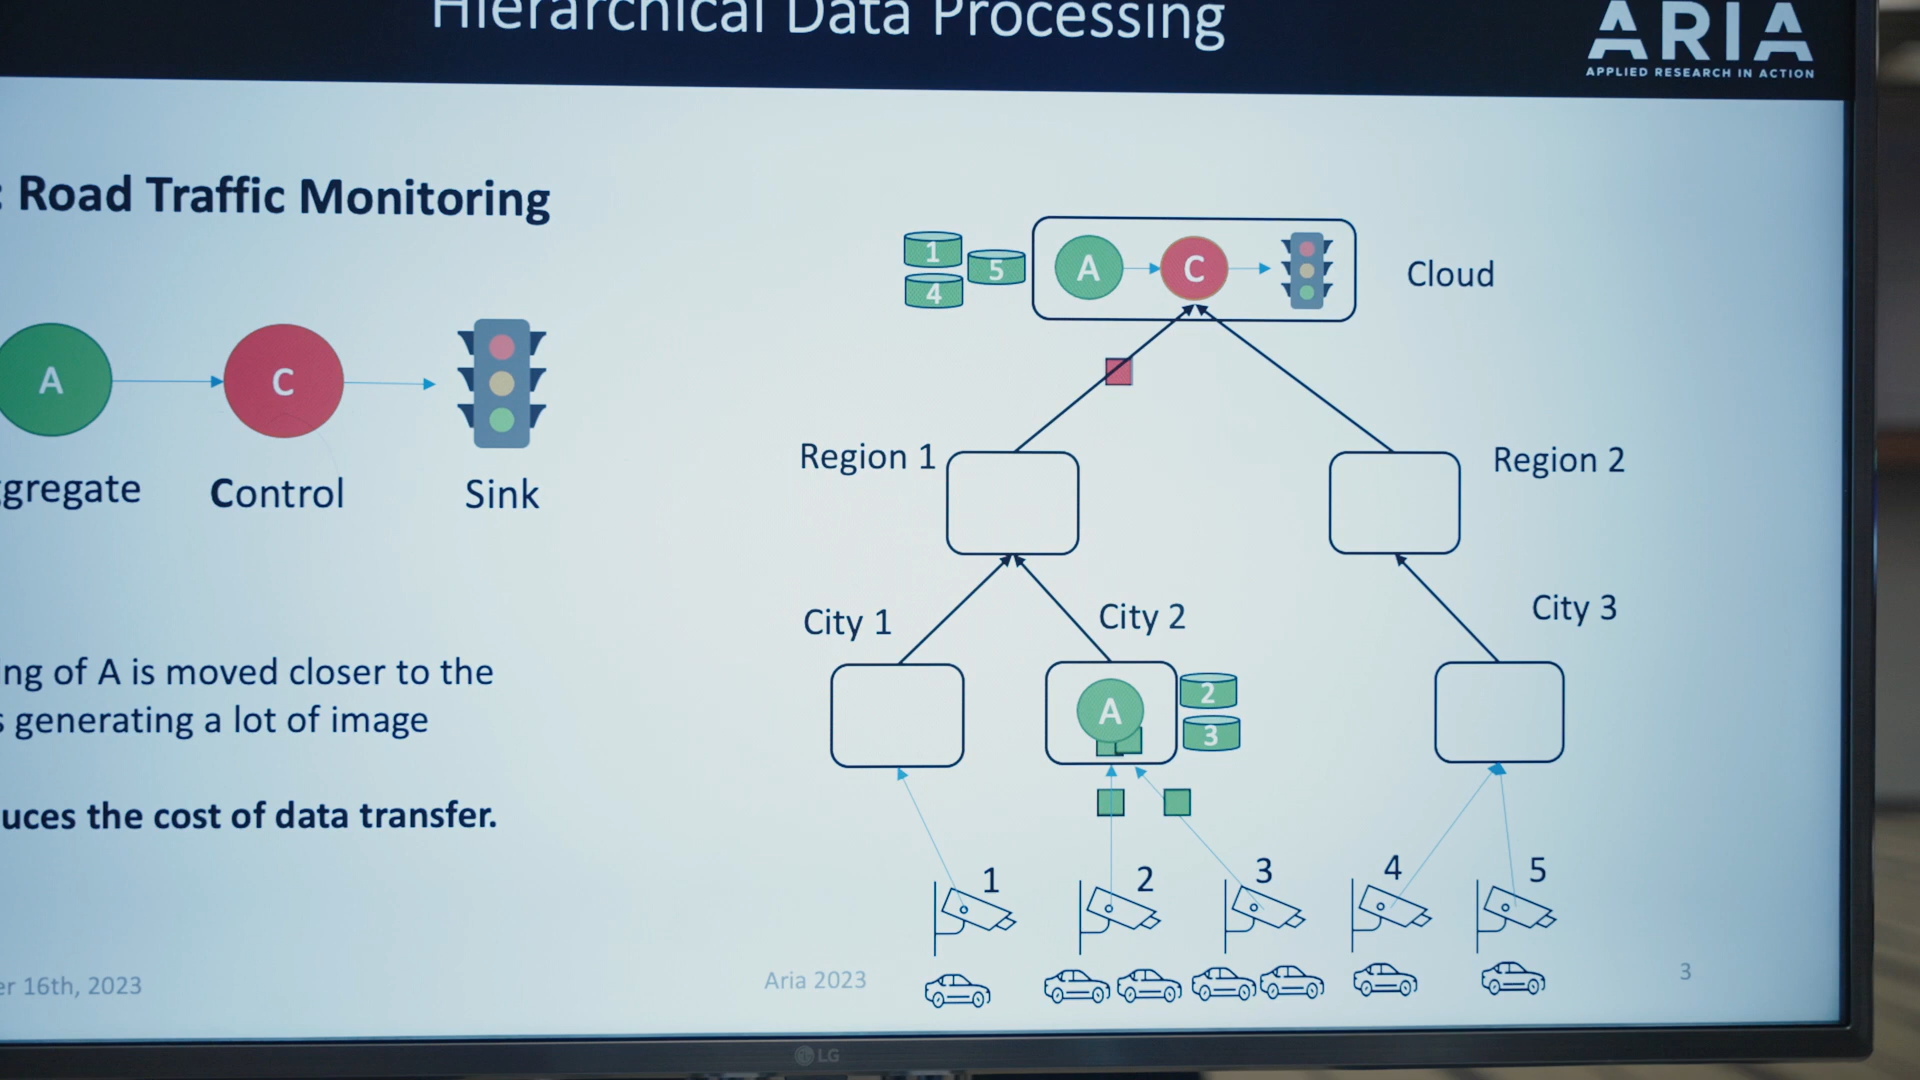 Hierarchical Data Processing
ARIA
APPLIED RESEARCH IN ACTION
: Road Traffic Monitoring
1
5
4
A
C
Cloud
A
C
Region 1
Region 2
ggregate
Control
Sink
City 1
City 2
City 3
ng of A is moved closer to the
s generating a lot of image
A
2
3
uces the cost of data transfer.
1
2
3
4
5
er 16th, 2023
Aria 2023
3
LG